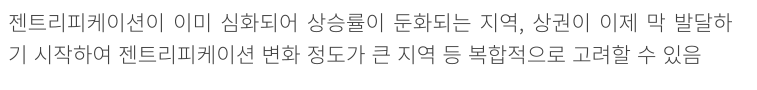 젠트리피케이션이 이미 심화되어 상승률이 둔화되는 지역, 상권이 이제 막 발달하
기 시작하여 젠트리피케이션 변화 정도가 큰 지역 등 복합적으로 고려할 수 있음